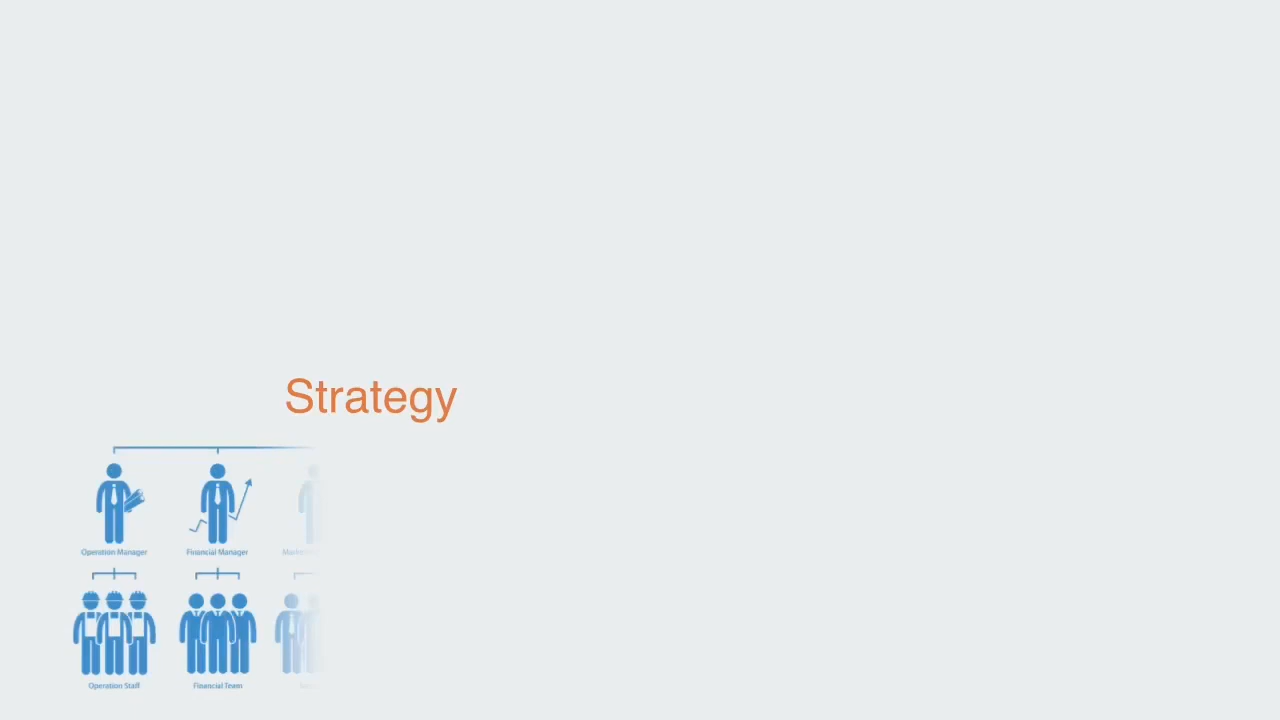 Strategy
Operation Manager
Financial Manager
Operation Staff
Financial Team